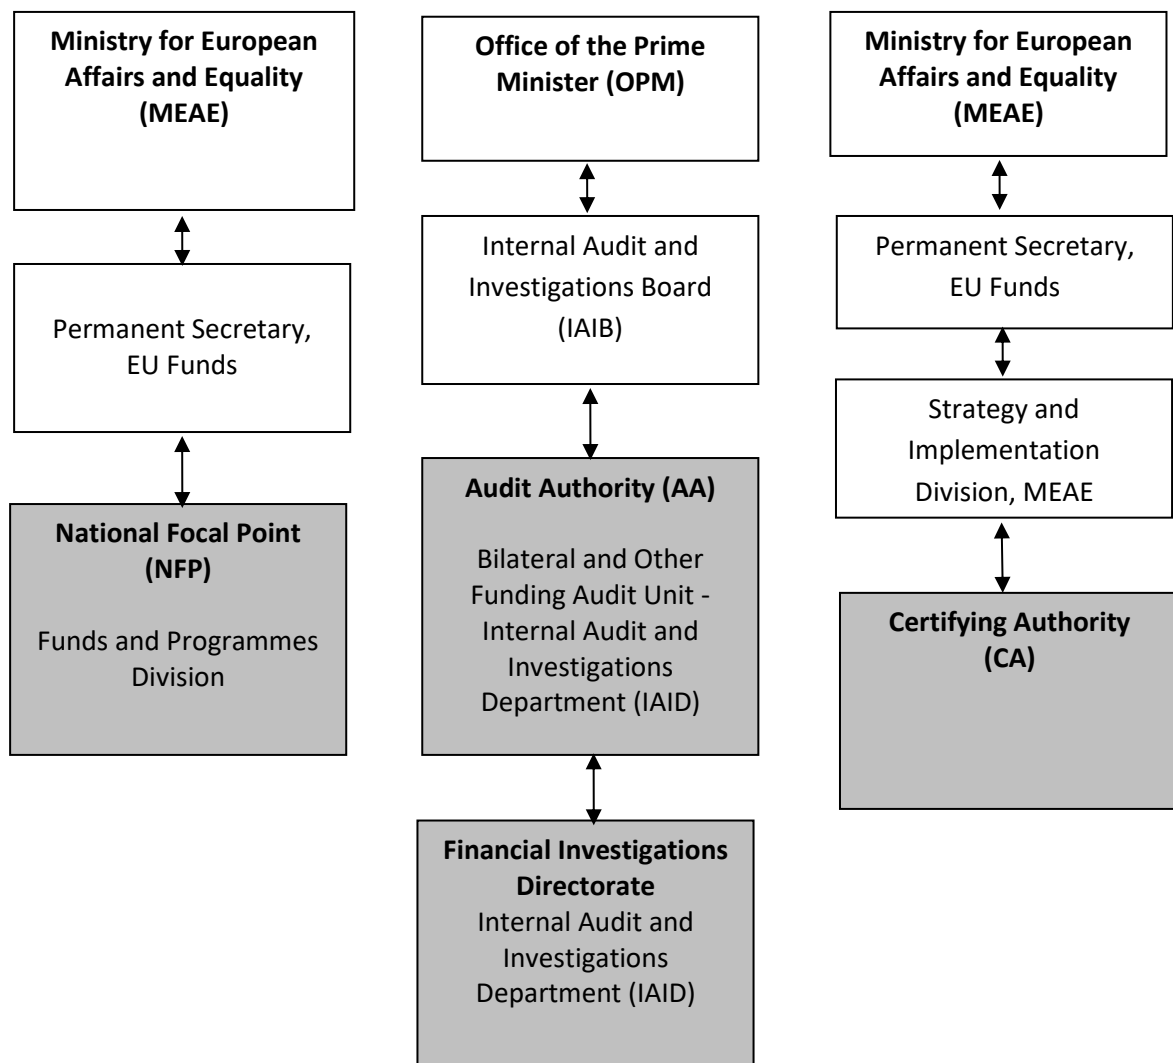 Ministry for European
Affairs and Equality
(MEAE)
Permanent Secretary,
EU Funds
National Focal Point
(NFP)
Funds and Programmes
Division
Office of the Prime
Minister (OPM)
Internal Audit and
Investigations Board
(IAIB)
Audit Authority (AA)
Bilateral and Other
Funding Audit Unit -
Internal Audit and
Investigations
Department (IAID)
Financial Investigations
Directorate
Internal Audit and
Investigations
Department (IAID)
Ministry for European
Affairs and Equality
(MEAE)
Permanent Secretary,
EU Funds
Strategy and
Implementation
Division, MEAE
Certifying Authority
(CA)